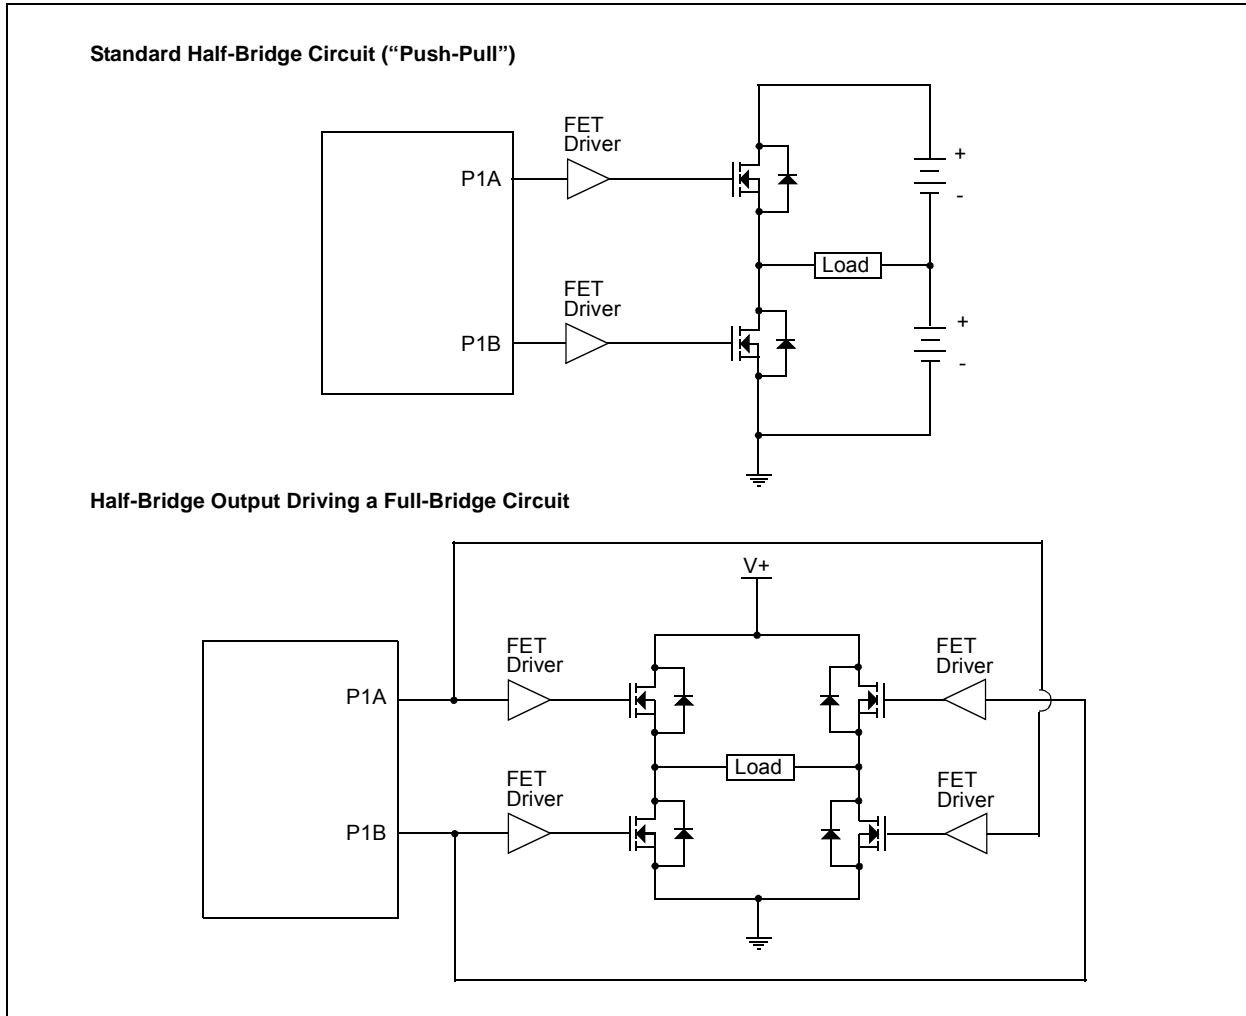 Standard Half-Bridge Circuit (“Push-Pull”)
FET
Driver
P1A
+
-
Load
FET
Driver
P1B
+
-
Half-Bridge Output Driving a Full-Bridge Circuit
V+
FET
Driver
FET
Driver
P1A
Load
FET
Driver
FET
Driver
P1B